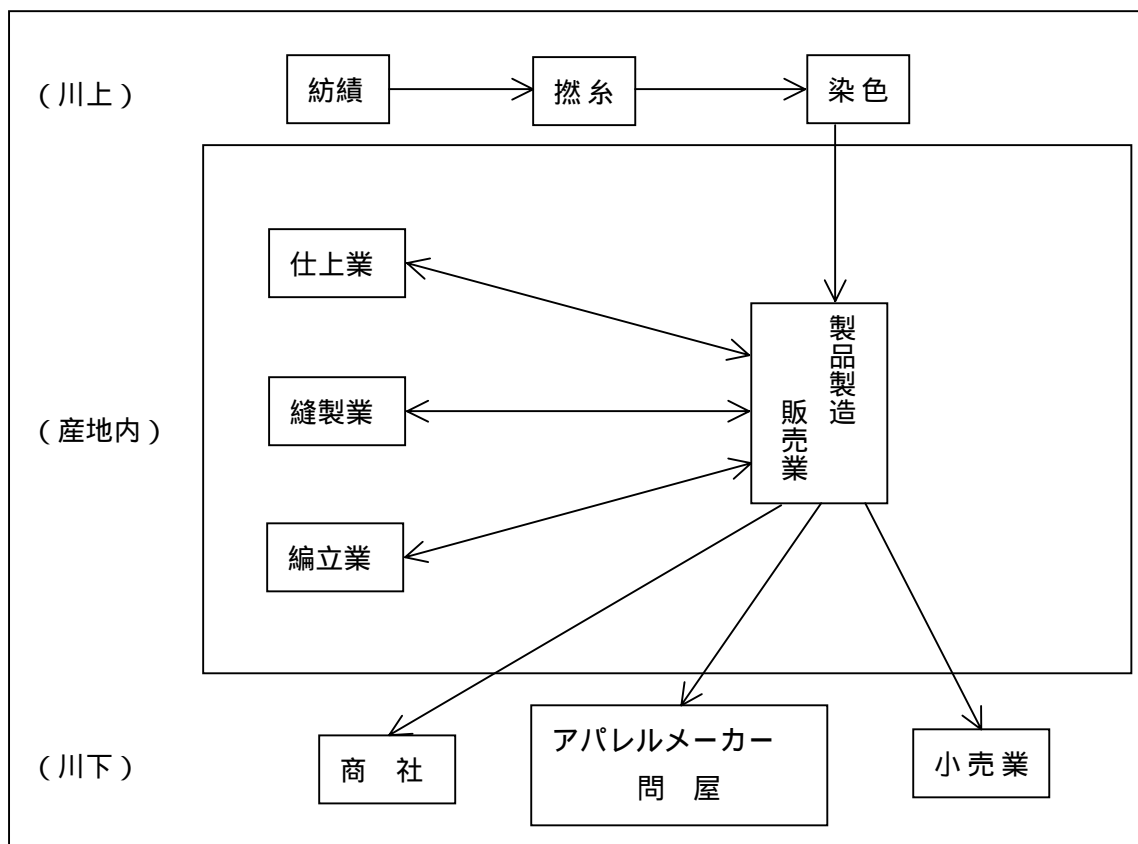 （川上）
紡績
撚糸
染色
仕上業
製品製造
販売業
縫製業
（産地内）
編立業
（川下）
商　社
アパレルメーカー
問　屋
小売業